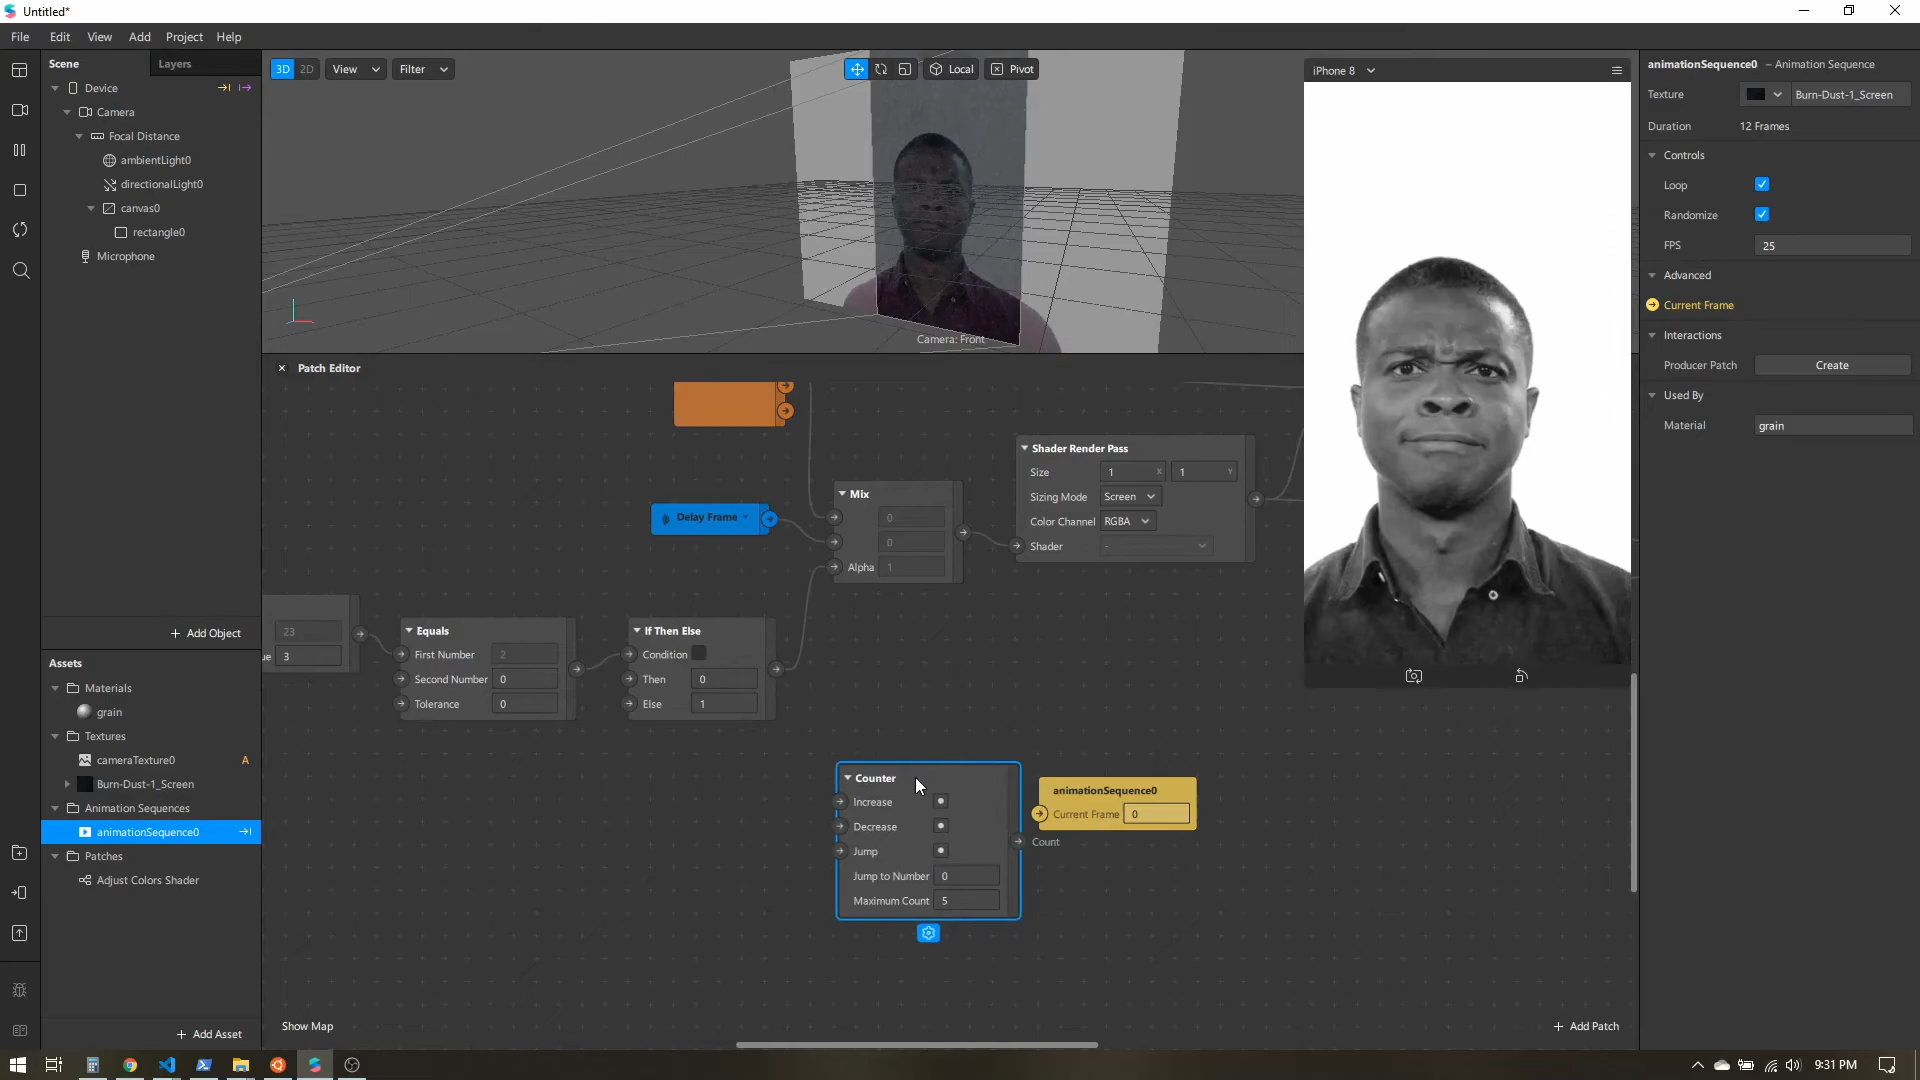 Untitled*
File Edit View Add Project Help
Scene Layers
Device
Camera
Focal Distance
ambientLight0
directionalLight0
canvas0
rectangle0
Microphone
+ Add Object
Assets
Materials
grain
Textures
cameraTexture0 A
Burn-Dust-1_Screen
Animation Sequences
animationSequence0
Patches
Adjust Colors Shader
+ Add Asset
3D 2D View Filter Local Pivot
Camera: Front
iPhone 8
Patch Editor
Delay Frame
Mix
0
0
Alpha 1
Shader Render Pass
Size 1 X 1 Y
Sizing Mode Screen
Color Channel RGBA
Shader -
23
ue 3
Equals
First Number 2
Second Number 0
Tolerance 0
If Then Else
Condition
Then 0
Else 1
Counter
Increase
Decrease
Jump
Jump to Number 0
Maximum Count 5
Count
animationSequence0
Current Frame 0
Show Map
+ Add Patch
animationSequence0 – Animation Sequence
Texture Burn-Dust-1_Screen
Duration 12 Frames
Controls
Loop
Randomize
FPS 25
Advanced
Current Frame
Interactions
Producer Patch Create
Used By
Material grain
9:31 PM